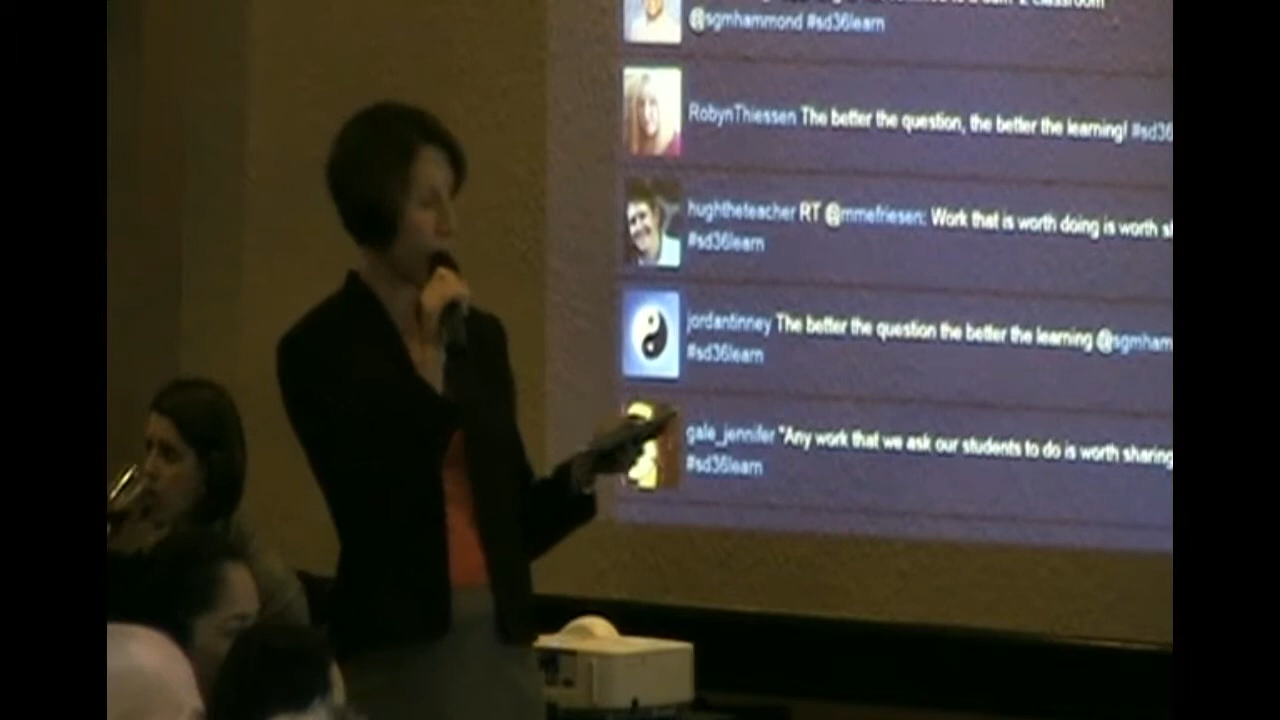 classroom
@sgmhammond #sd36learn
RobynThiessen The better the question, the better the learning! #sd36
hughtheteacher RT @mmefriesen: Work that is worth doing is worth
#sd36learn
jordantinney The better the question the better the learning @sgmham
#sd36learn
gale_jennifer "Any work that we ask our students to do is worth sharing
#sd36learn